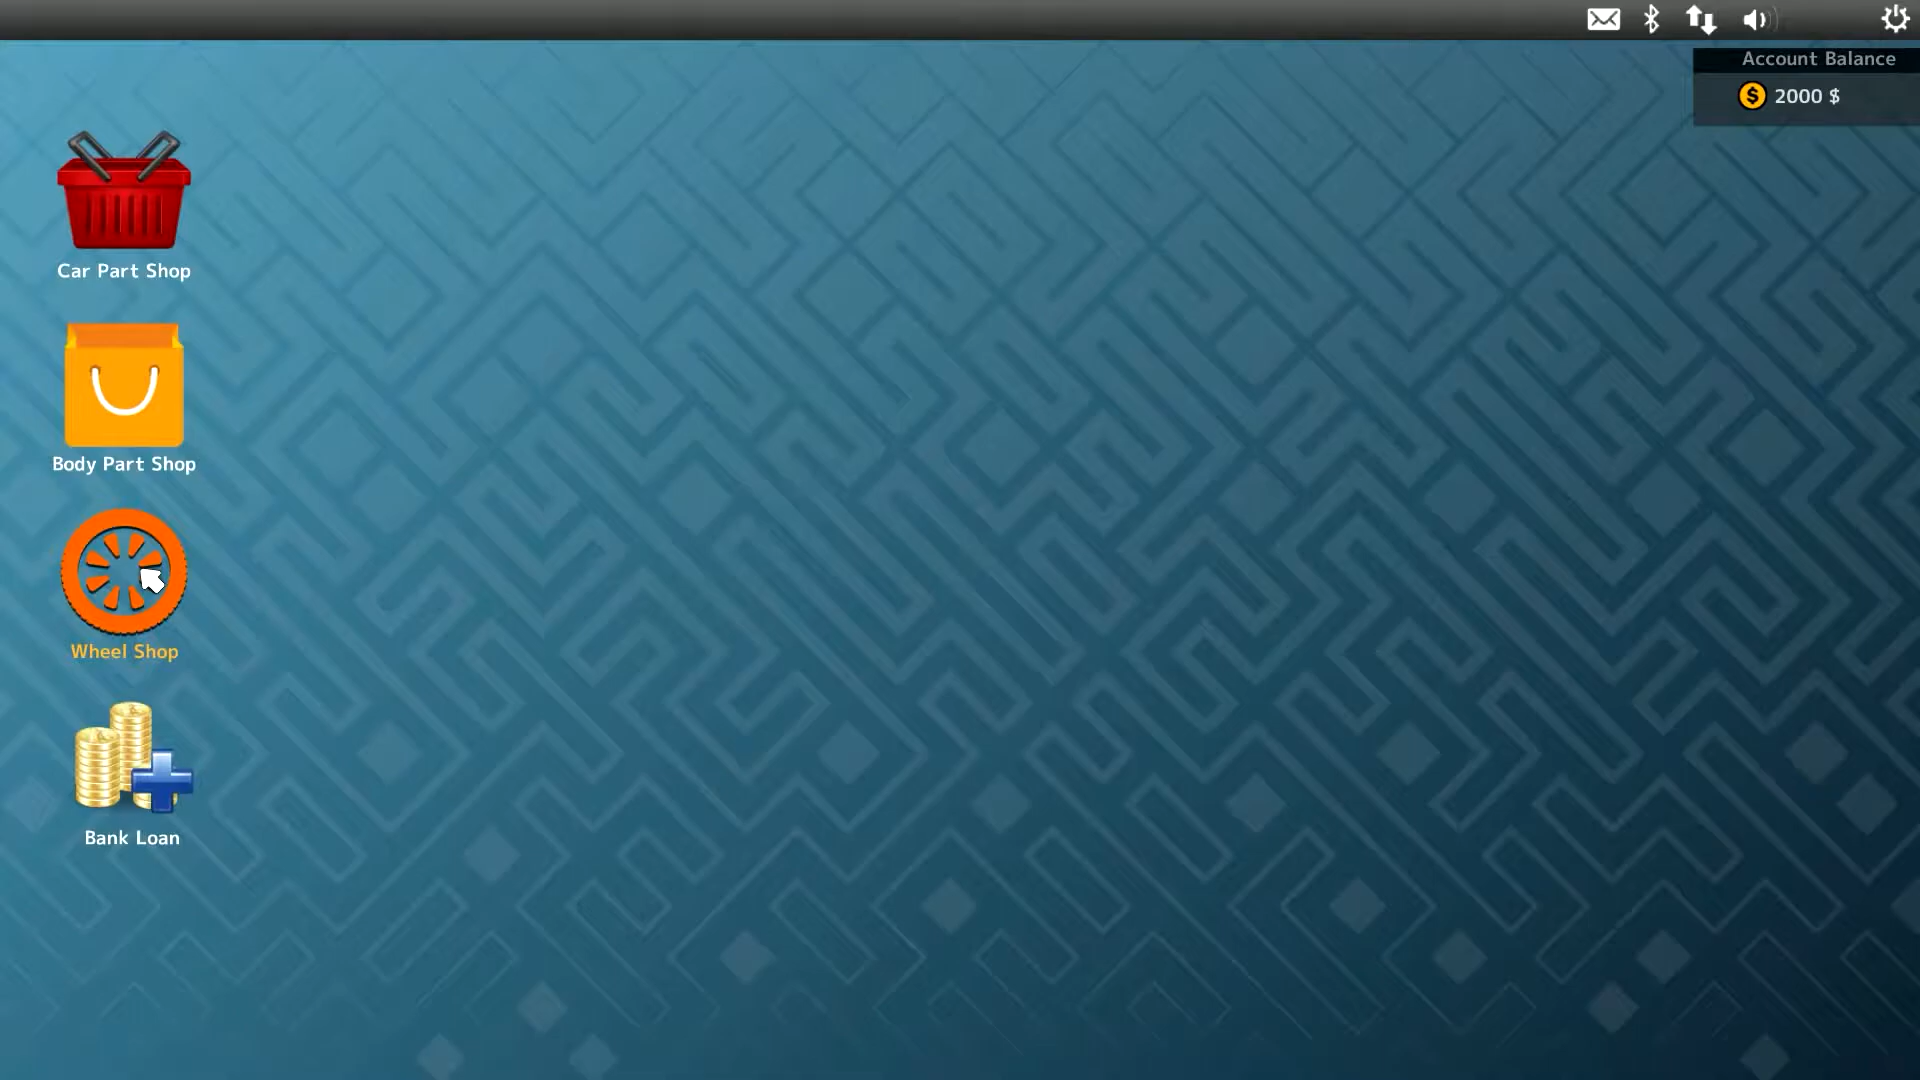 Account Balance
2000 $
Car Part Shop
Body Part Shop
Wheel Shop
Bank Loan